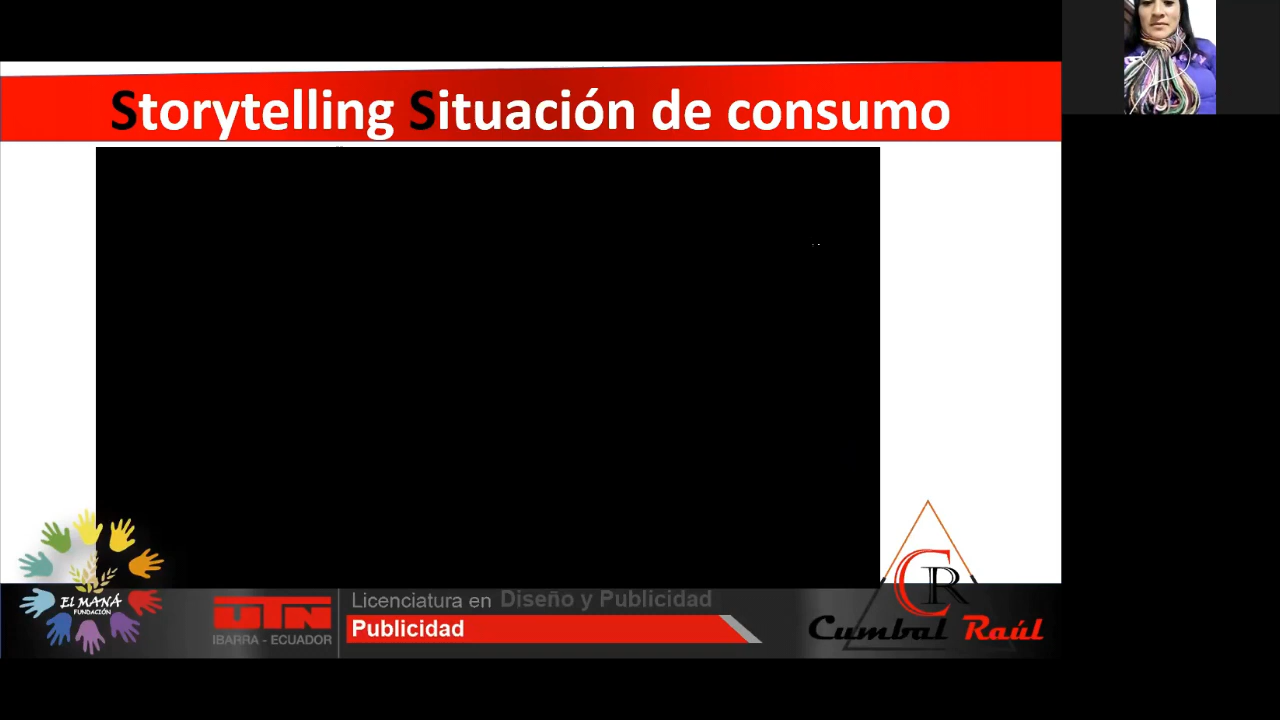 Storytelling Situación de consumo
EL MANÁ
FUNDACIÓN
UTN
IBARRA - ECUADOR
Licenciatura en Diseño y Publicidad
Publicidad
CR
Cumbal Raúl